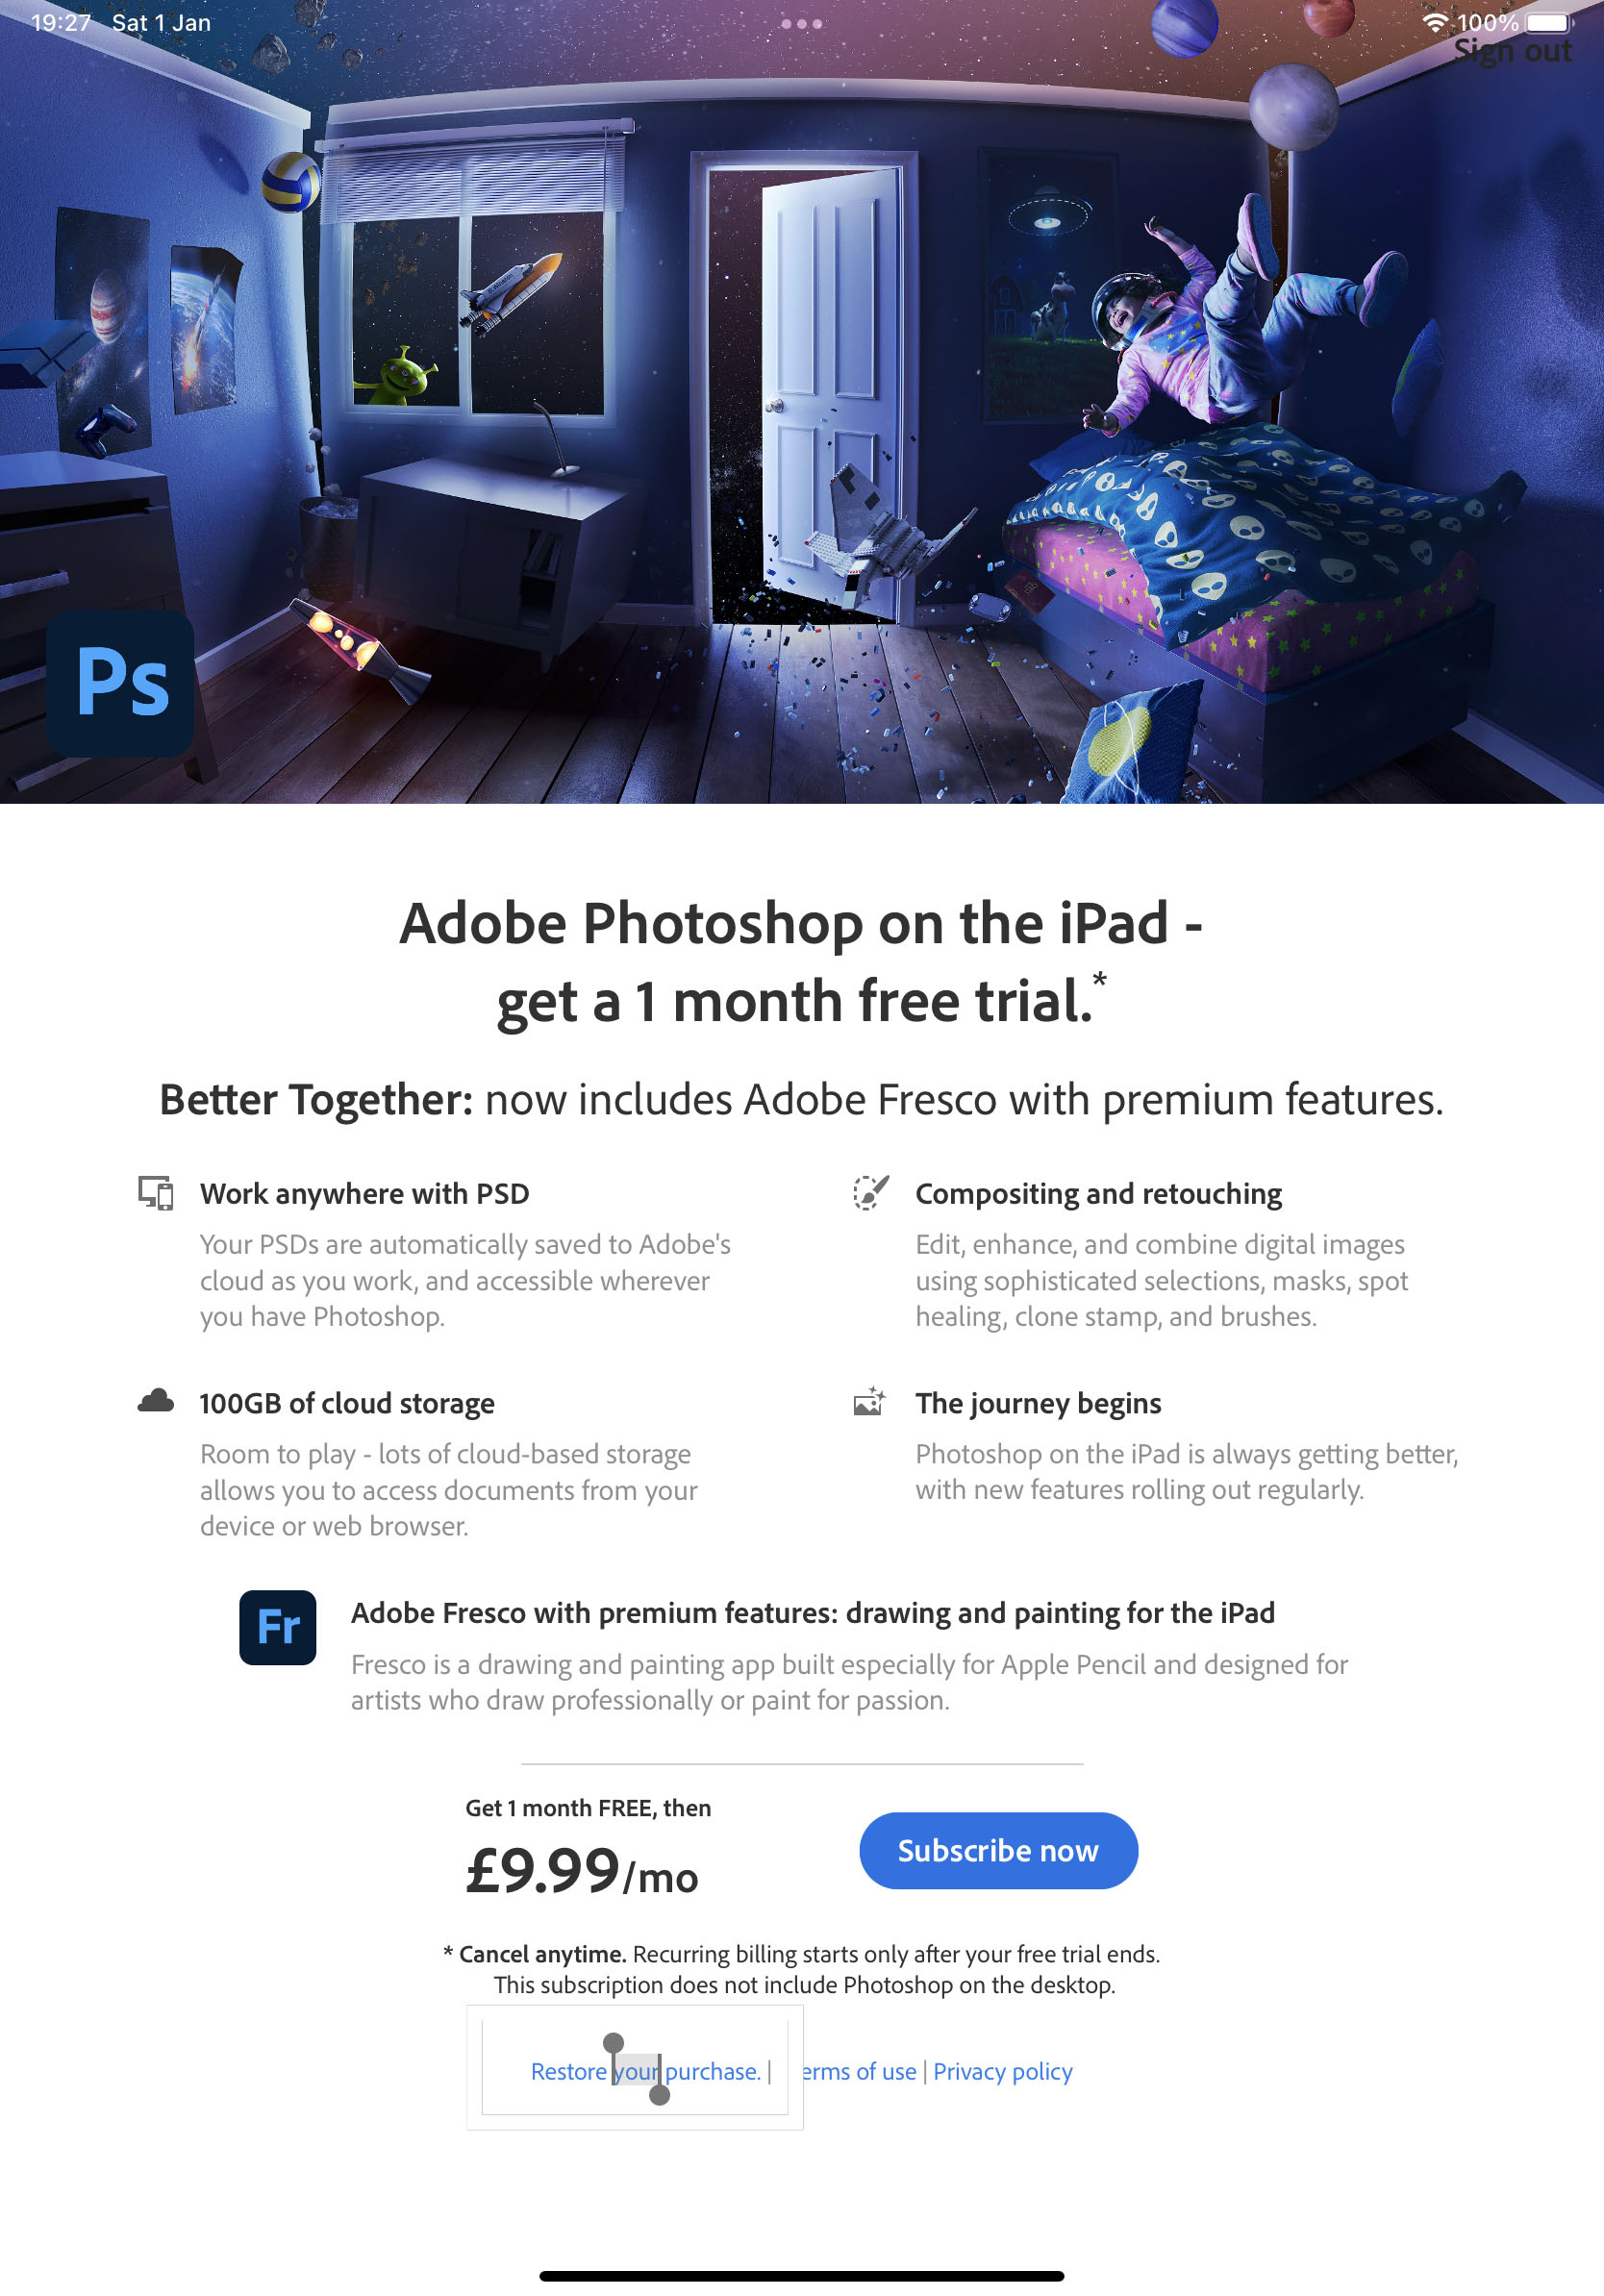 19:27 Sat 1 Jan
100%
Sign out
Ps
Adobe Photoshop on the iPad -
get a 1 month free trial.*
Better Together: now includes Adobe Fresco with premium features.
Work anywhere with PSD
Your PSDs are automatically saved to Adobe's
cloud as you work, and accessible wherever
you have Photoshop.
Compositing and retouching
Edit, enhance, and combine digital images
using sophisticated selections, masks, spot
healing, clone stamp, and brushes.
100GB of cloud storage
Room to play - lots of cloud-based storage
allows you to access documents from your
device or web browser.
The journey begins
Photoshop on the iPad is always getting better,
with new features rolling out regularly.
Fr
Adobe Fresco with premium features: drawing and painting for the iPad
Fresco is a drawing and painting app built especially for Apple Pencil and designed for
artists who draw professionally or paint for passion.
Get 1 month FREE, then
£9.99/mo
Subscribe now
* Cancel anytime. Recurring billing starts only after your free trial ends.
This subscription does not include Photoshop on the desktop.
Restore your purchase. | erms of use | Privacy policy